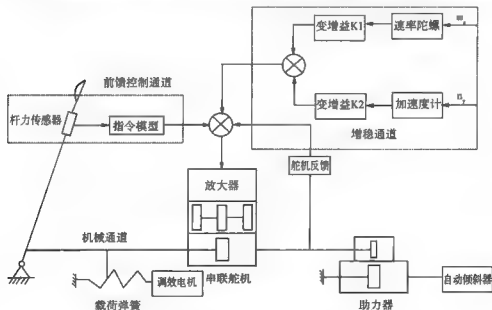 变增益K1
速率陀螺
前馈控制通道
杆力传感器
指令模型
变增益K2
加速度计
增稳通道
舵机反馈
放大器
机械通道
调效电机
串联舵机
载荷弹簧
助力器
自动倾斜器